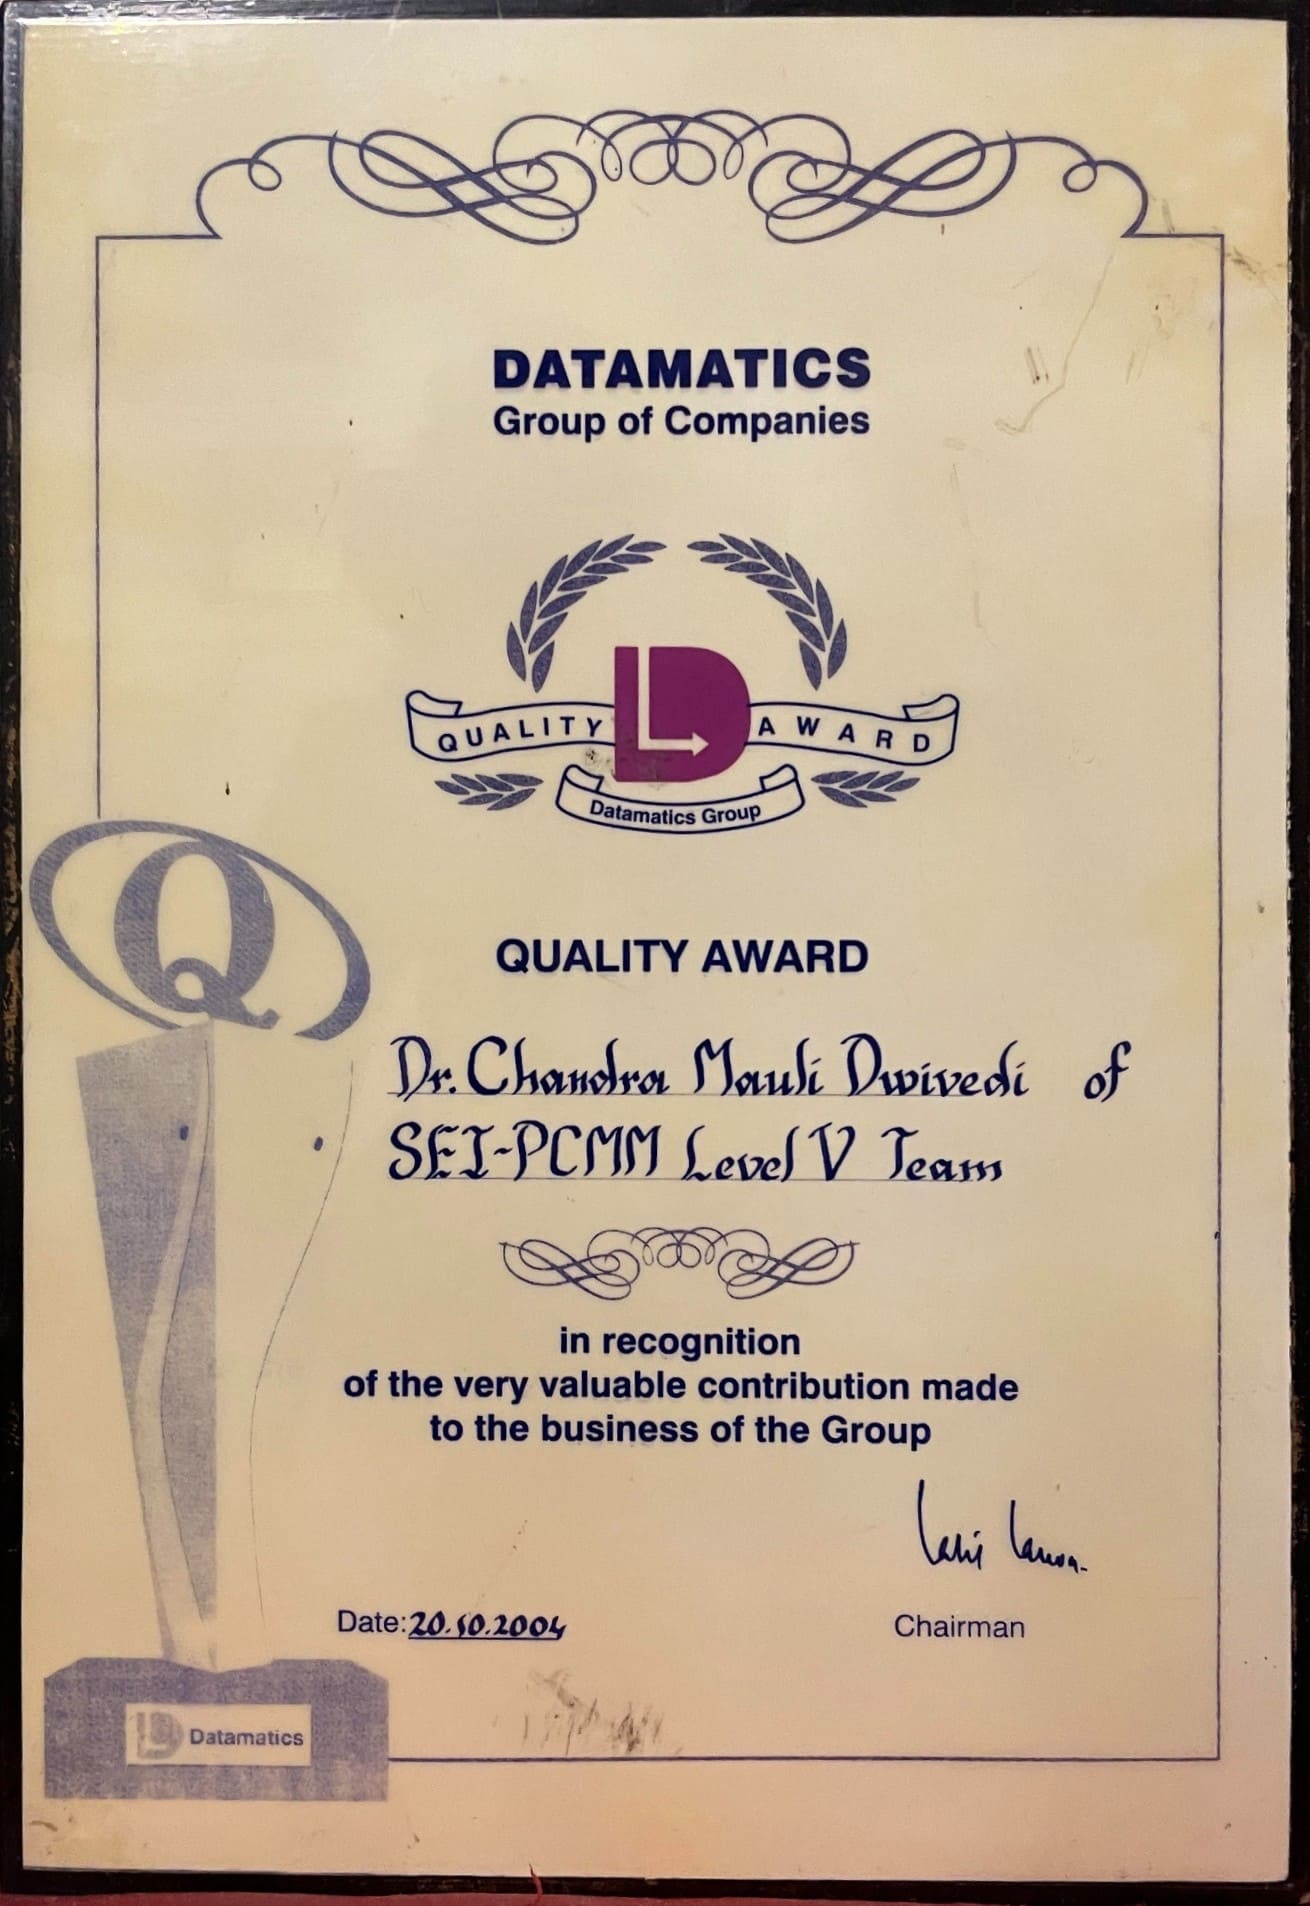 DATAMATICS
Group of Companies
QUALITY AWARD
Datamatics Group
Q
QUALITY AWARD
Dr. Chandra Mauli Dwivedi of
SEI-PCMM Level V Team
in recognition
of the very valuable contribution made
to the business of the Group
Date: 20.10.2004
Chairman
Datamatics